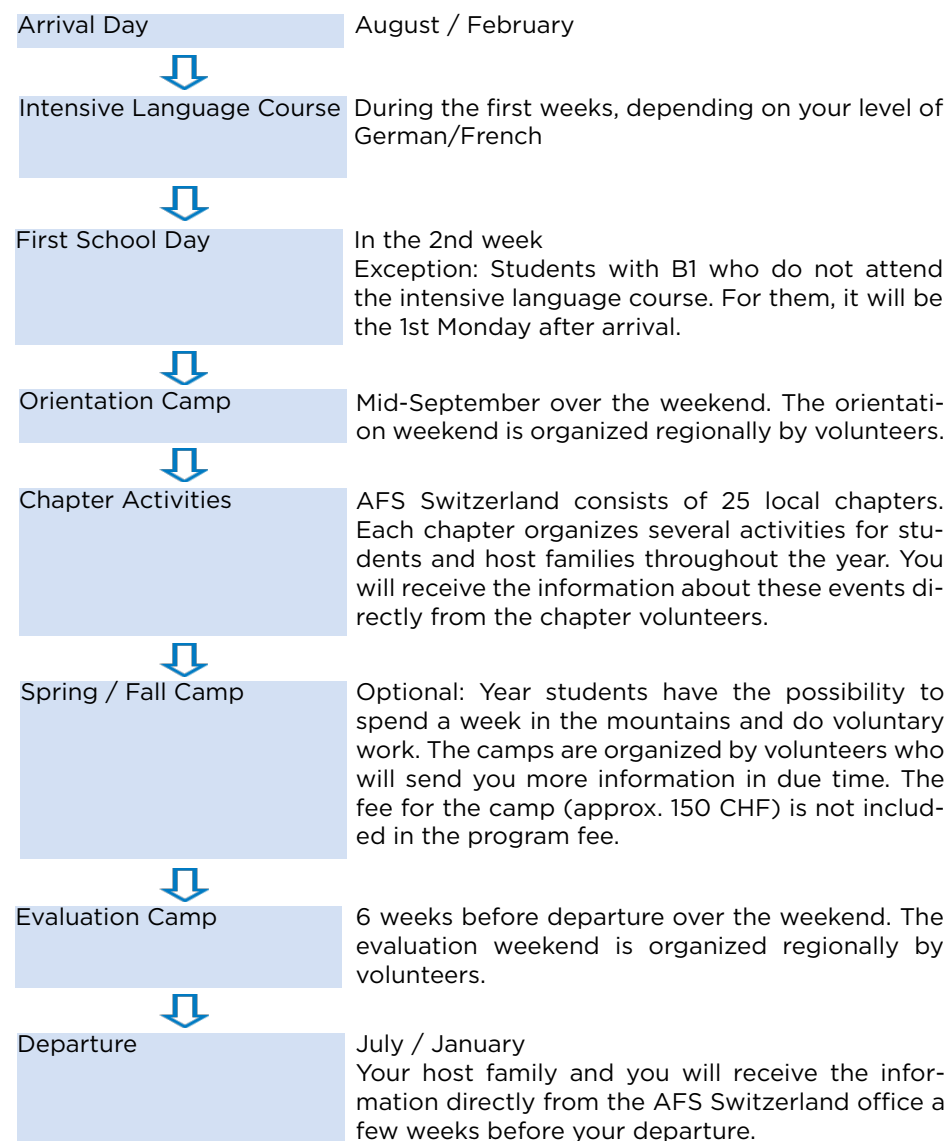 Arrival Day
August / February
Intensive Language Course
During the first weeks, depending on your level of
German/French
First School Day
In the 2nd week
Exception: Students with B1 who do not attend
the intensive language course. For them, it will be
the 1st Monday after arrival.
Orientation Camp
Mid-September over the weekend. The orientati-
on weekend is organized regionally by volunteers.
Chapter Activities
AFS Switzerland consists of 25 local chapters.
Each chapter organizes several activities for stu-
dents and host families throughout the year. You
will receive the information about these events di-
rectly from the chapter volunteers.
Spring / Fall Camp
Optional: Year students have the possibility to
spend a week in the mountains and do voluntary
work. The camps are organized by volunteers who
will send you more information in due time. The
fee for the camp (approx. 150 CHF) is not includ-
ed in the program fee.
Evaluation Camp
6 weeks before departure over the weekend. The
evaluation weekend is organized regionally by
volunteers.
Departure
July / January
Your host family and you will receive the infor-
mation directly from the AFS Switzerland office a
few weeks before your departure.